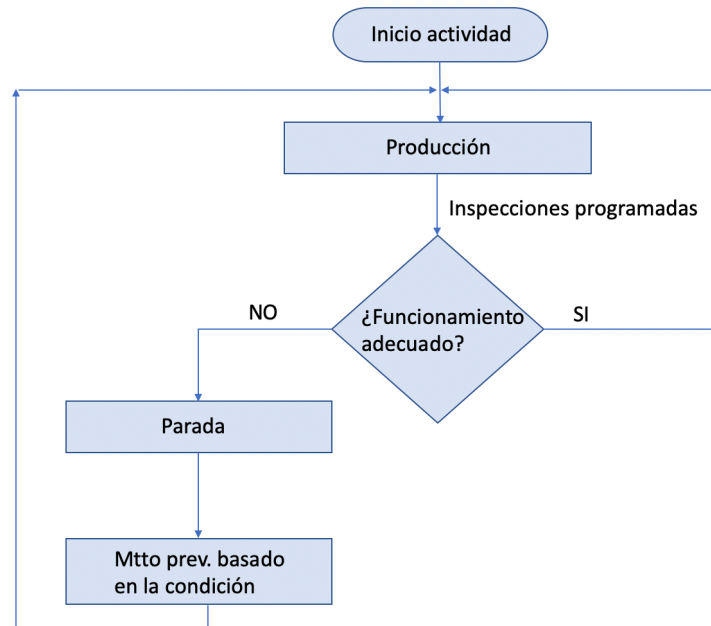 Inicio actividad
Producción
Inspecciones programadas
NO
¿Funcionamiento
adecuado?
SI
Parada
Mtto prev. basado
en la condición